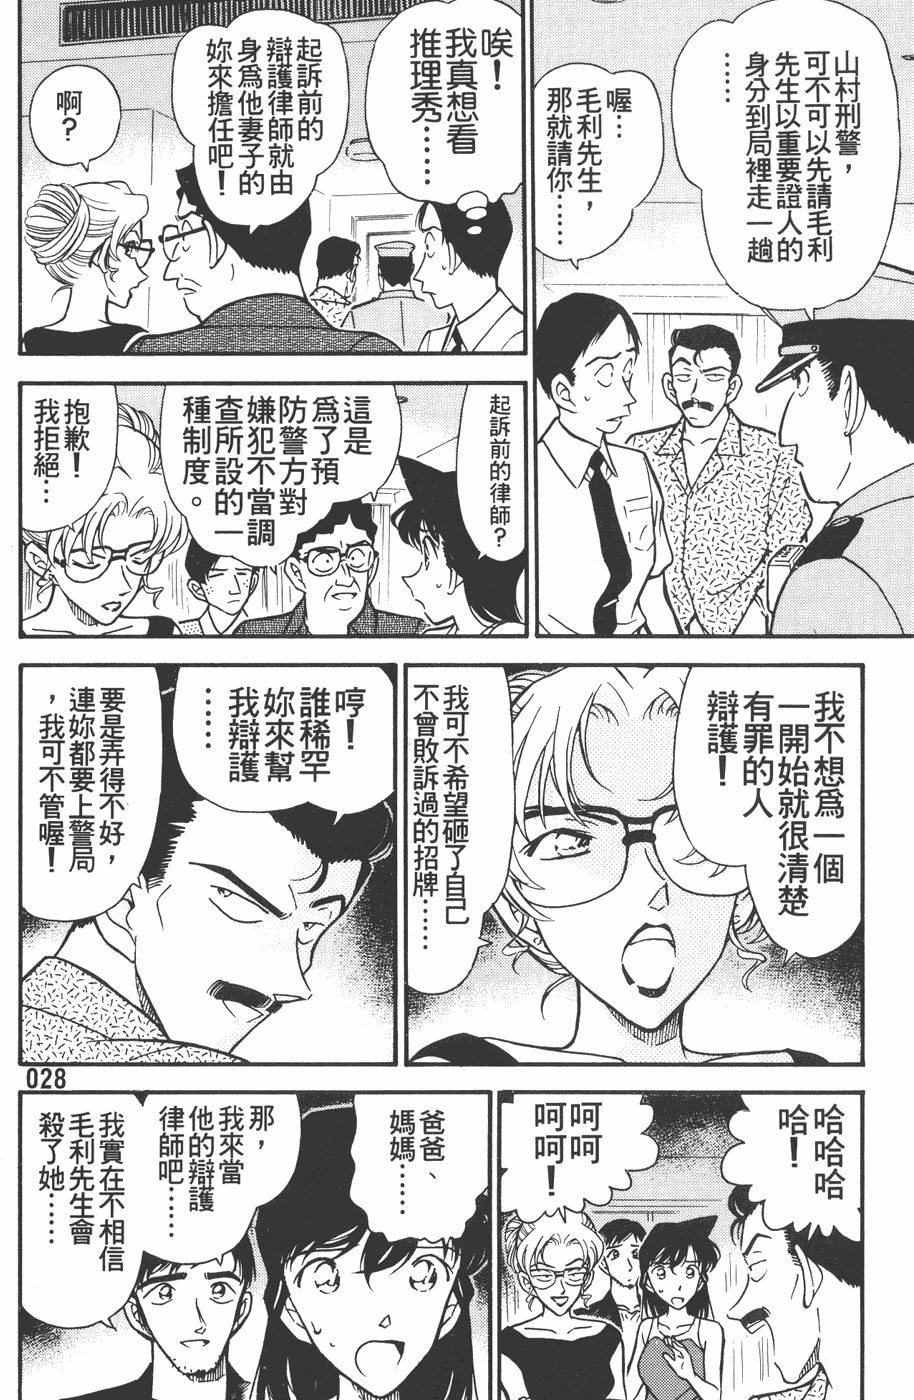 山村刑警，
可不可以先請毛利
先生以重要證人的
身分到局裡走一趟
……
喔…
毛利先生，
那就請你……
唉！
我真想看
推理秀……
起訴前的
辯護律師就由
身為他妻子的
妳來擔任吧！
啊？
起訴前的律師？
這是
為了預
防警方對
嫌犯不當調
查所設的一
種制度。
抱歉！
我拒絕…
我不想為一個
一開始就很清楚
有罪的人
辯護！
我可不希望砸了自己
不曾敗訴過的招牌……
哼！
誰稀罕
妳來幫
我辯護
……
要是弄得不好，
連妳都要上警局
，我可不管喔！
哈哈哈
哈！
呵呵
呵呵！
爸爸、
媽媽……
那，
我來當
他的辯護
律師吧……
我實在不相信
毛利先生會
殺了她……
028